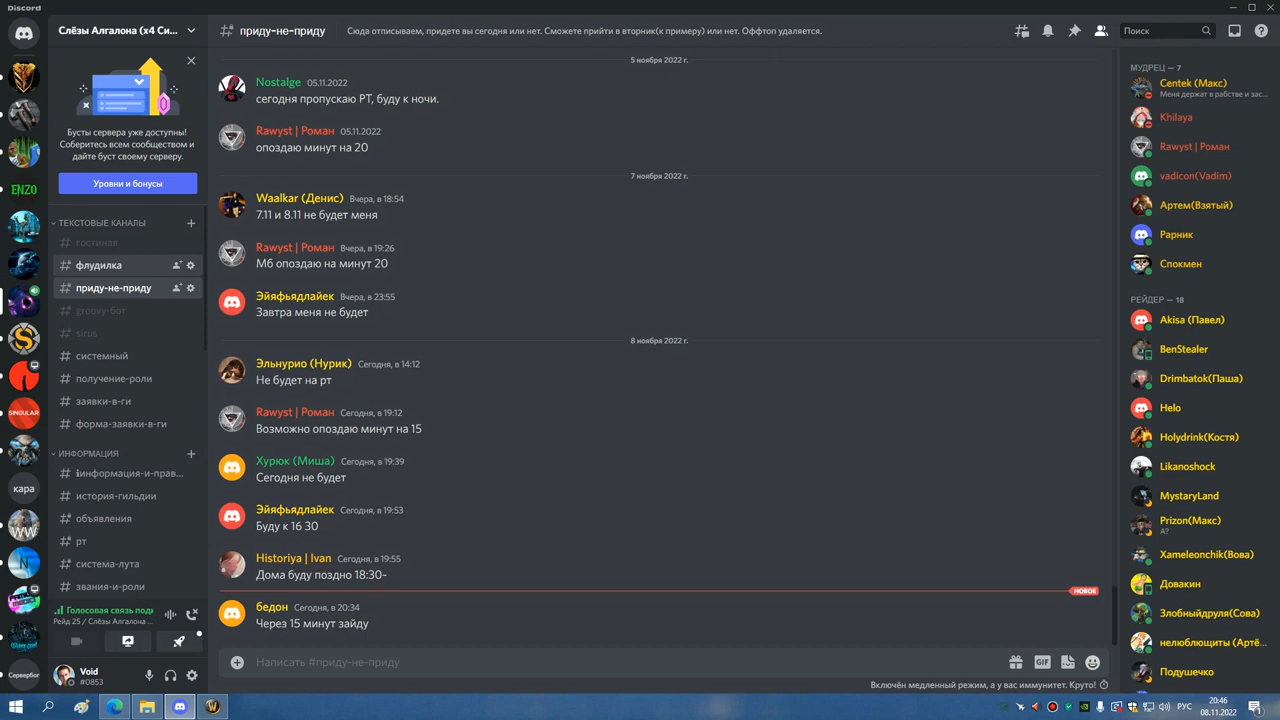 Discord
Слёзы Алгалона (x4 Си...
приду-не-приду
Сюда отписываем, придете вы сегодня или нет. Сможете прийти в вторник(к примеру) или нет. Оффтоп удаляется.
Поиск
ENZO
SINGULAR
кара
WW
Сервербог
Бусты сервера уже доступны!
Соберитесь всем сообществом и
дайте буст своему серверу.
Уровни и бонусы
ТЕКСТОВЫЕ КАНАЛЫ
гостиная
флудилка
приду-не-приду
groovy-бот
sirus
системный
получение-роли
заявки-в-ги
форма-заявки-в-ги
ИНФОРМАЦИЯ
информация-и-прав...
история-гильдии
объявления
рт
система-лута
звания-и-роли
Голосовая связь подк
Рейд 25 / Слёзы Алгалона ...
Void
#0853
5 ноября 2022 г.
Nostalge 05.11.2022
сегодня пропускаю РТ, буду к ночи.
Rawyst | Роман 05.11.2022
опоздаю минут на 20
7 ноября 2022 г.
Waalkar (Денис) Вчера, в 18:54
7.11 и 8.11 не будет меня
Rawyst | Роман Вчера, в 19:26
Мб опоздаю на минут 20
Эйяфьядлайек Вчера, в 23:55
Завтра меня не будет
8 ноября 2022 г.
Эльнурио (Нурик) Сегодня, в 14:12
Не будет на рт
Rawyst | Роман Сегодня, в 19:12
Возможно опоздаю минут на 15
Хурюк (Миша) Сегодня, в 19:39
Сегодня не будет
Эйяфьядлайек Сегодня, в 19:53
Буду к 16 30
Historiya | Ivan Сегодня, в 19:55
Дома буду поздно 18:30-
НОВОЕ
бедон Сегодня, в 20:34
Через 15 минут зайду
Написать #приду-не-приду
GIF
Включён медленный режим, а у вас иммунитет. Круто!
МУДРЕЦ — 7
Centek (Макс)
Меня держат в рабстве и зас...
Khilaya
Rawyst | Роман
vadicon(Vadim)
Артем(Взятый)
Рарник
Спокмен
РЕЙДЕР — 18
Akisa (Павел)
BenStealer
Drimbatok(Паша)
Helo
Holydrink(Костя)
Likanoshock
MystaryLand
Prizon(Макс)
А?
Xameleonchik(Вова)
Довакин
Злобныйдруля(Сова)
нелюблющиты (Артё...
Подушечко
РУС
20:46
08.11.2022
1